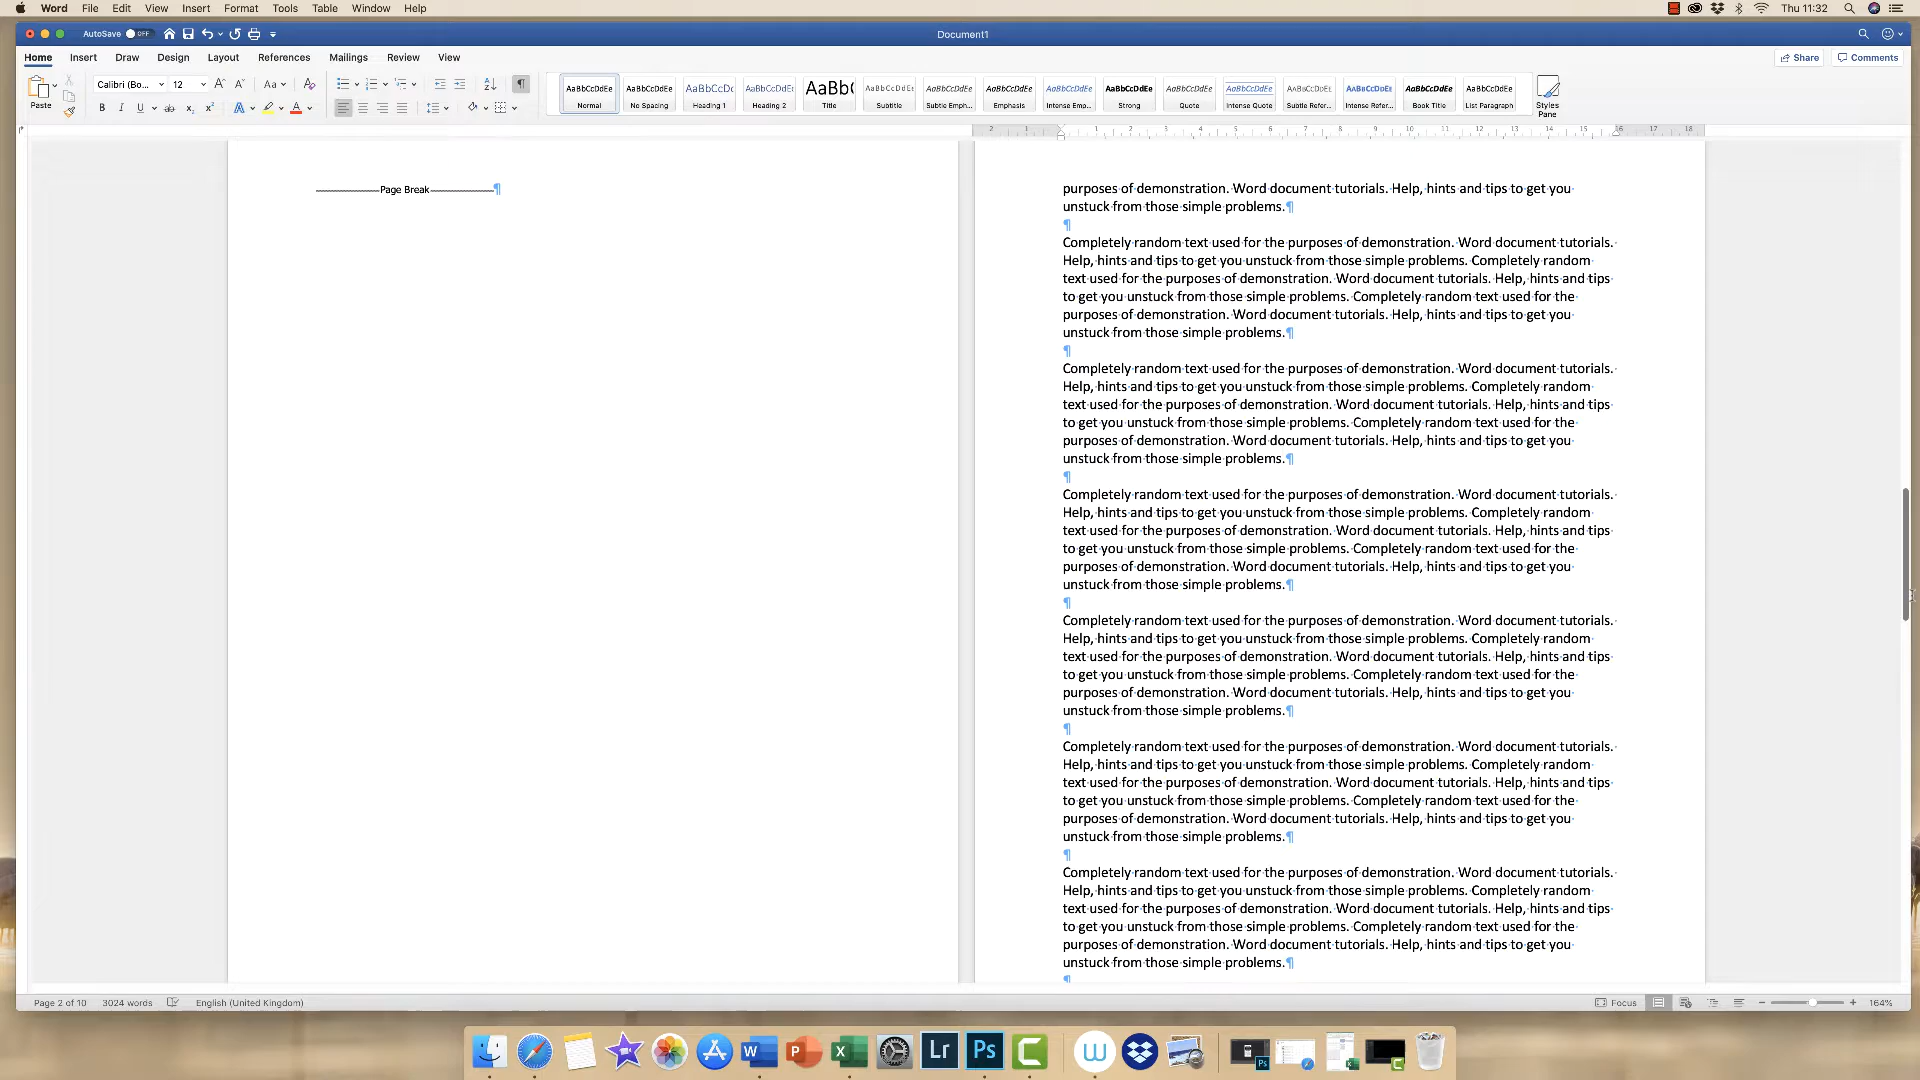 Word File Edit View Insert Format Tools Table Window Help Thu 11:32
AutoSave OFF Document1
Home Insert Draw Design Layout References Mailings Review View Share Comments
Paste Calibri (Bo... 12 Aa
AaBbCcDdEe AaBbCcDdEe AaBbCcDc AaBbCcDdEe AaBb( AaBbCcDdEe AaBbCcDdEe AaBbCcDdEe AaBbCcDdEe AaBbCcDdEe AaBbCcDdEe AaBbCcDdEe AaBbCcDdEe AaBbCcDdEe AaBbCcDdEe AaBbCcDdEe
Normal No Spacing Heading 1 Heading 2 Title Subtitle Subtle Emph... Emphasis Intense Emp... Strong Quote Intense Quote Subtle Refer... Intense Refer... Book Title List Paragraph Styles Pane
2 1 1 2 3 4 5 6 7 8 9 10 11 12 13 14 15 16 17 18
Page Break ¶
purposes of demonstration. Word document tutorials. Help, hints and tips to get you
unstuck from those simple problems.¶
¶
Completely random text used for the purposes of demonstration. Word document tutorials.
Help, hints and tips to get you unstuck from those simple problems. Completely random
text used for the purposes of demonstration. Word document tutorials. Help, hints and tips
to get you unstuck from those simple problems. Completely random text used for the
purposes of demonstration. Word document tutorials. Help, hints and tips to get you
unstuck from those simple problems.¶
¶
Completely random text used for the purposes of demonstration. Word document tutorials.
Help, hints and tips to get you unstuck from those simple problems. Completely random
text used for the purposes of demonstration. Word document tutorials. Help, hints and tips
to get you unstuck from those simple problems. Completely random text used for the
purposes of demonstration. Word document tutorials. Help, hints and tips to get you
unstuck from those simple problems.¶
¶
Completely random text used for the purposes of demonstration. Word document tutorials.
Help, hints and tips to get you unstuck from those simple problems. Completely random
text used for the purposes of demonstration. Word document tutorials. Help, hints and tips
to get you unstuck from those simple problems. Completely random text used for the
purposes of demonstration. Word document tutorials. Help, hints and tips to get you
unstuck from those simple problems.¶
¶
Completely random text used for the purposes of demonstration. Word document tutorials.
Help, hints and tips to get you unstuck from those simple problems. Completely random
text used for the purposes of demonstration. Word document tutorials. Help, hints and tips
to get you unstuck from those simple problems. Completely random text used for the
purposes of demonstration. Word document tutorials. Help, hints and tips to get you
unstuck from those simple problems.¶
¶
Completely random text used for the purposes of demonstration. Word document tutorials.
Help, hints and tips to get you unstuck from those simple problems. Completely random
text used for the purposes of demonstration. Word document tutorials. Help, hints and tips
to get you unstuck from those simple problems. Completely random text used for the
purposes of demonstration. Word document tutorials. Help, hints and tips to get you
unstuck from those simple problems.¶
¶
Completely random text used for the purposes of demonstration. Word document tutorials.
Help, hints and tips to get you unstuck from those simple problems. Completely random
text used for the purposes of demonstration. Word document tutorials. Help, hints and tips
to get you unstuck from those simple problems. Completely random text used for the
purposes of demonstration. Word document tutorials. Help, hints and tips to get you
unstuck from those simple problems.¶
¶
Page 2 of 10 3024 words English (United Kingdom) Focus 164%
W P X Lr Ps C W